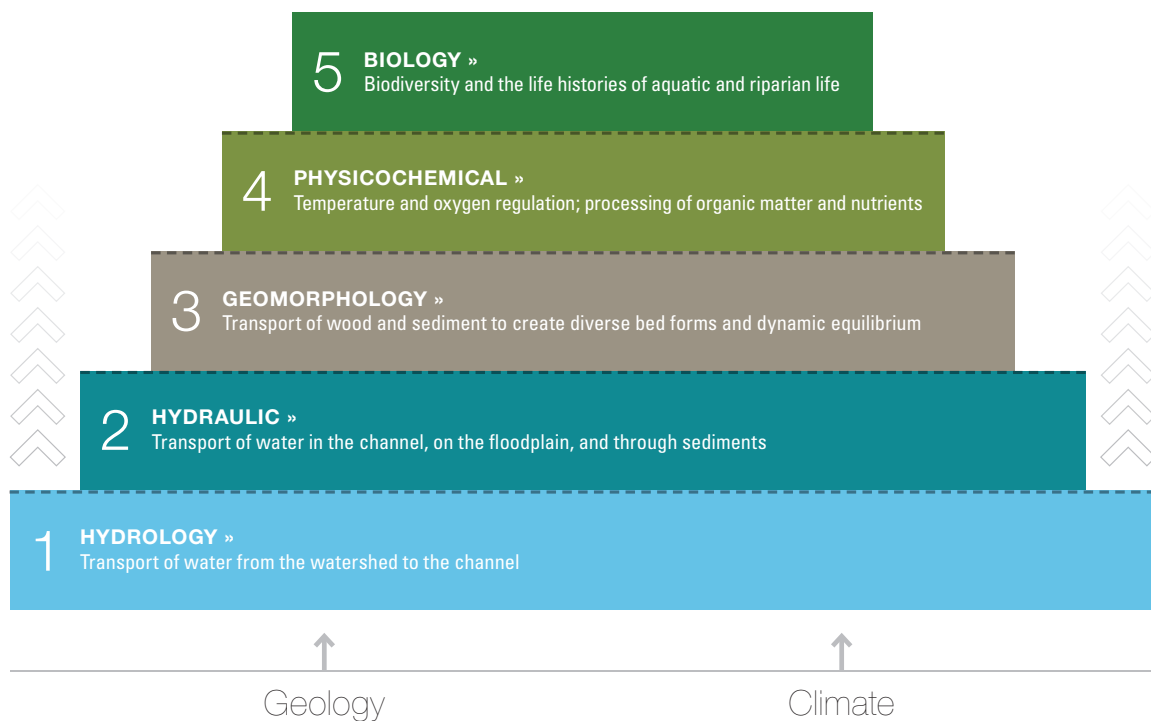 5
BIOLOGY »
Biodiversity and the life histories of aquatic and riparian life
4
PHYSICOCHEMICAL »
Temperature and oxygen regulation; processing of organic matter and nutrients
3
GEOMORPHOLOGY »
Transport of wood and sediment to create diverse bed forms and dynamic equilibrium
2
HYDRAULIC »
Transport of water in the channel, on the floodplain, and through sediments
1
HYDROLOGY »
Transport of water from the watershed to the channel
Geology
Climate